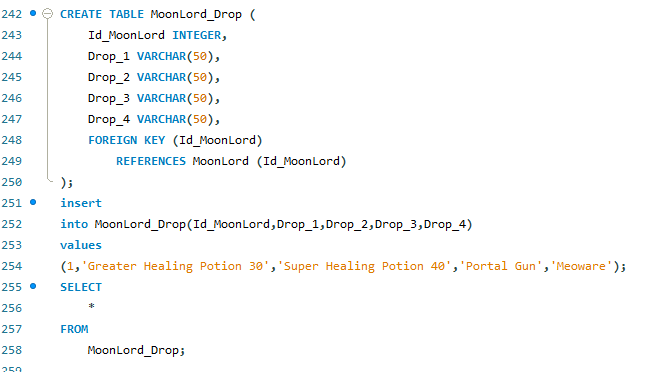 242 CREATE TABLE MoonLord_Drop (
243 Id_MoonLord INTEGER,
244 Drop_1 VARCHAR(50),
245 Drop_2 VARCHAR(50),
246 Drop_3 VARCHAR(50),
247 Drop_4 VARCHAR(50),
248 FOREIGN KEY (Id_MoonLord)
249 REFERENCES MoonLord (Id_MoonLord)
250 );
251 insert
252 into MoonLord_Drop(Id_MoonLord,Drop_1,Drop_2,Drop_3,Drop_4)
253 values
254 (1,'Greater Healing Potion 30','Super Healing Potion 40','Portal Gun','Meoware');
255 SELECT
256 *
257 FROM
258 MoonLord_Drop;
259